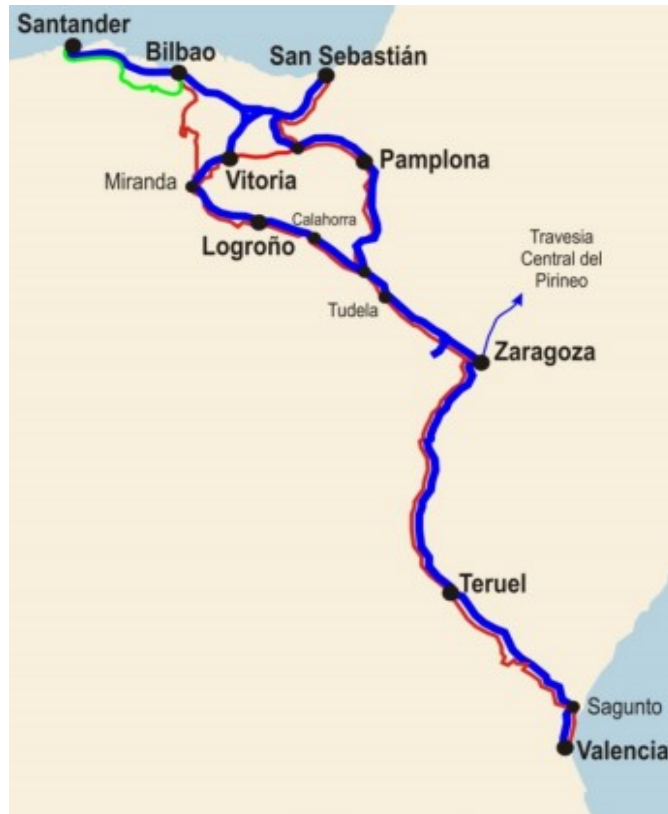 Santander
Bilbao
San Sebastián
Pamplona
Vitoria
Miranda
Calahorra
Logroño
Travesia
Central del
Pirineo
Tudela
Zaragoza
Teruel
Sagunto
Valencia